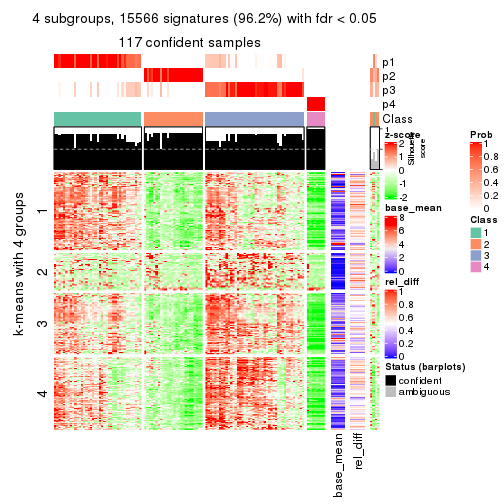 4 subgroups, 15566 signatures (96.2%) with fdr < 0.05
117 confident samples
p1
p2
p3
p4
Class
1
Silhouette
score
k-means with 4 groups
1
2
3
4
base_mean
rel_diff
z-score
2
1
0
-1
-2
base_mean
8
6
4
2
0
rel_diff
1
0.8
0.6
0.4
0.2
0
Status (barplots)
confident
ambiguous
Prob
1
0.8
0.6
0.4
0.2
0
Class
1
2
3
4